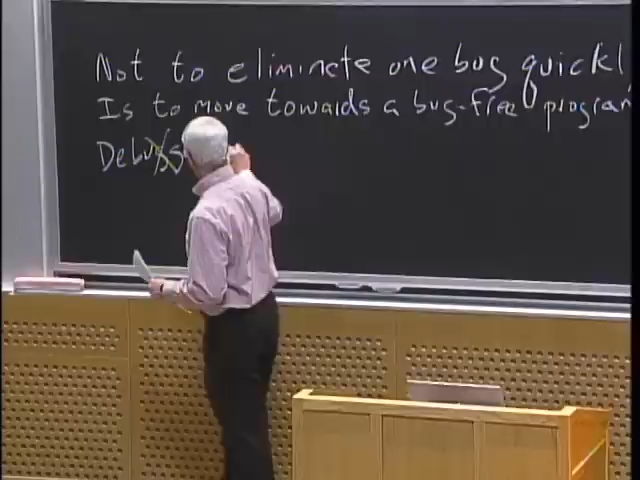 Not to eliminate one bug quickl
Is to move towards a bug-free program